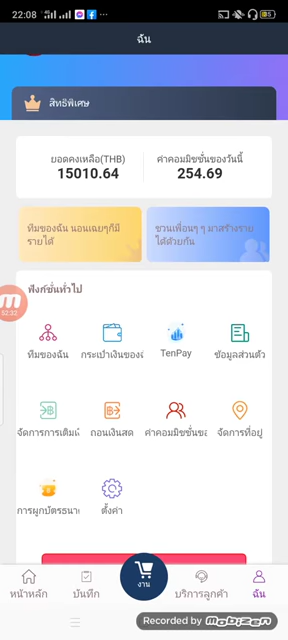 22:08
ฉัน
สิทธิพิเศษ
ยอดคงเหลือ(THB)
15010.64
ค่าคอมมิชชั่นของวันนี้
254.69
ทีมของฉัน นอนเฉยๆก็มี
รายได้
ชวนเพื่อนๆ ๆ มาสร้างราย
ได้ด้วยกัน
ฟังก์ชั่นทั่วไป
52:32
ทีมของฉัน
กระเป๋าเงินของฉ
TenPay
ข้อมูลส่วนตัว
จัดการการเติมเ
ถอนเงินสด
ค่าคอมมิชชั่นขอ
จัดการที่อยู่
การผูกบัตรธนา
ตั้งค่า
หน้าหลัก
บันทึก
งาน
บริการลูกค้า
ฉัน
Recorded by mobizen